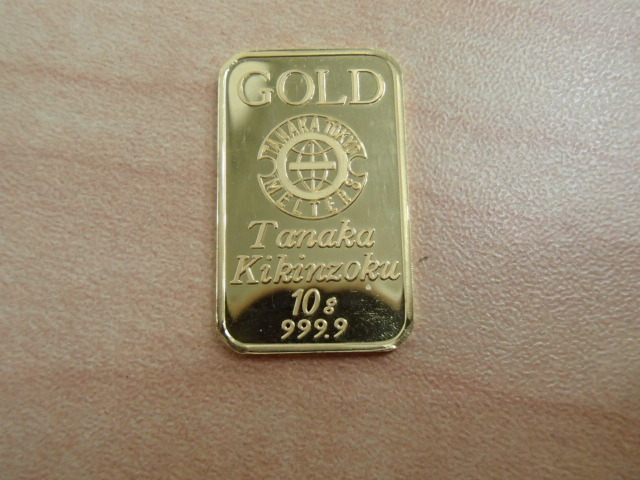 GOLD
TANAKA TOKYO
MELTERS
Tanaka
Kikinzoku
10g
999.9